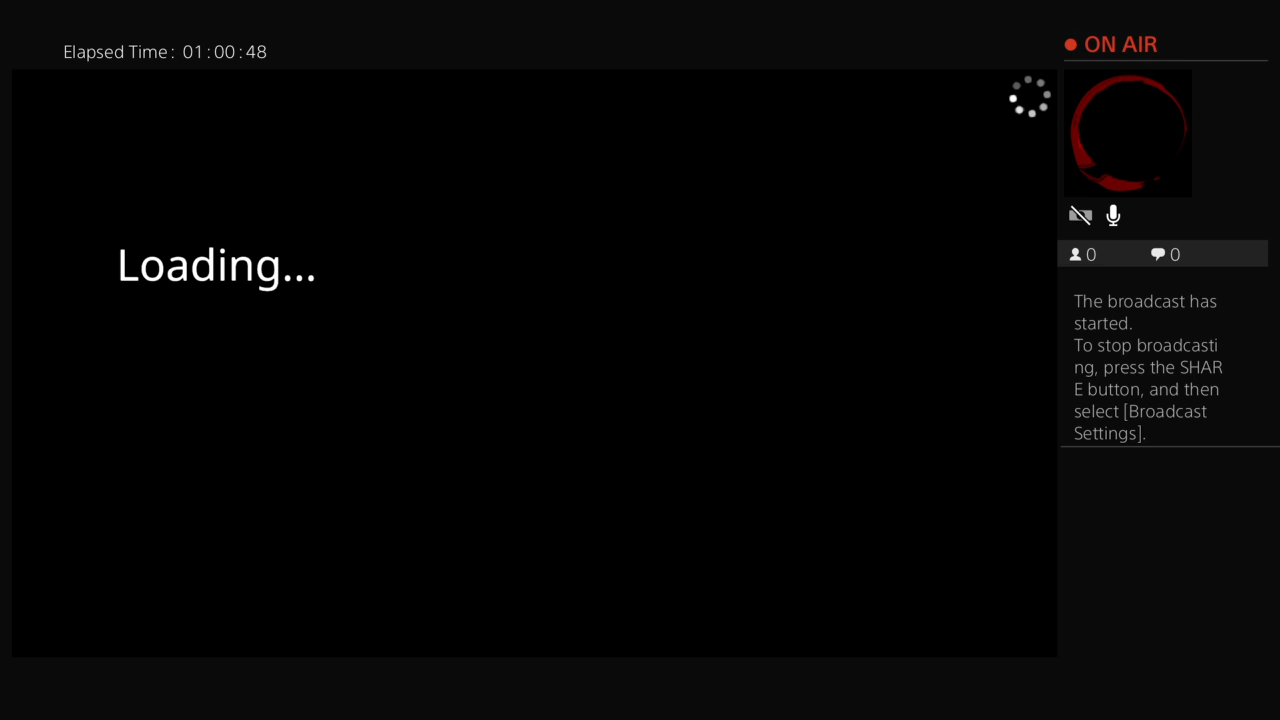 Elapsed Time: 01:00:48
ON AIR
Loading...
0 0
The broadcast has
started.
To stop broadcasti
ng, press the SHAR
E button, and then
select [Broadcast
Settings].